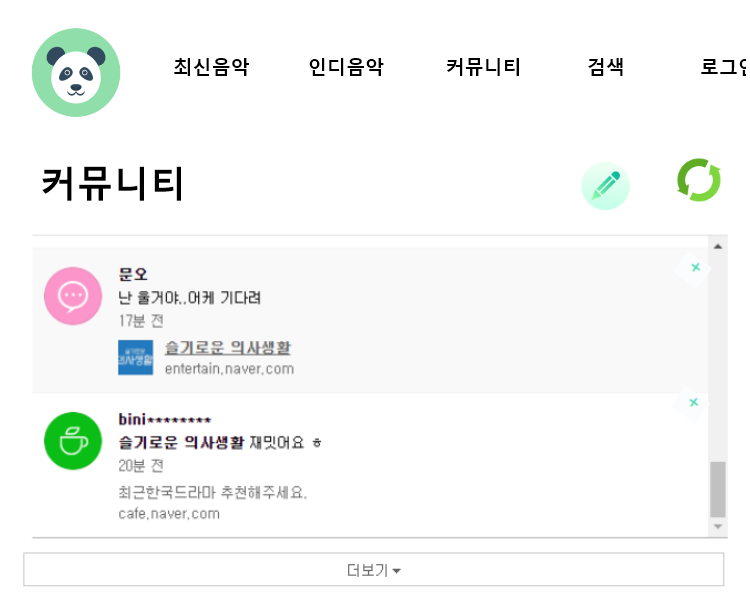 최신음악 인디음악 커뮤니티 검색 로그인
커뮤니티
문오
난 울거야..어케 기다려
17분 전
의사생활
슬기로운 의사생활
entertain.naver.com
bini********
슬기로운 의사생활 재밋어요 ㅎ
20분 전
최근한국드라마 추천해주세요.
cafe.naver.com
더보기